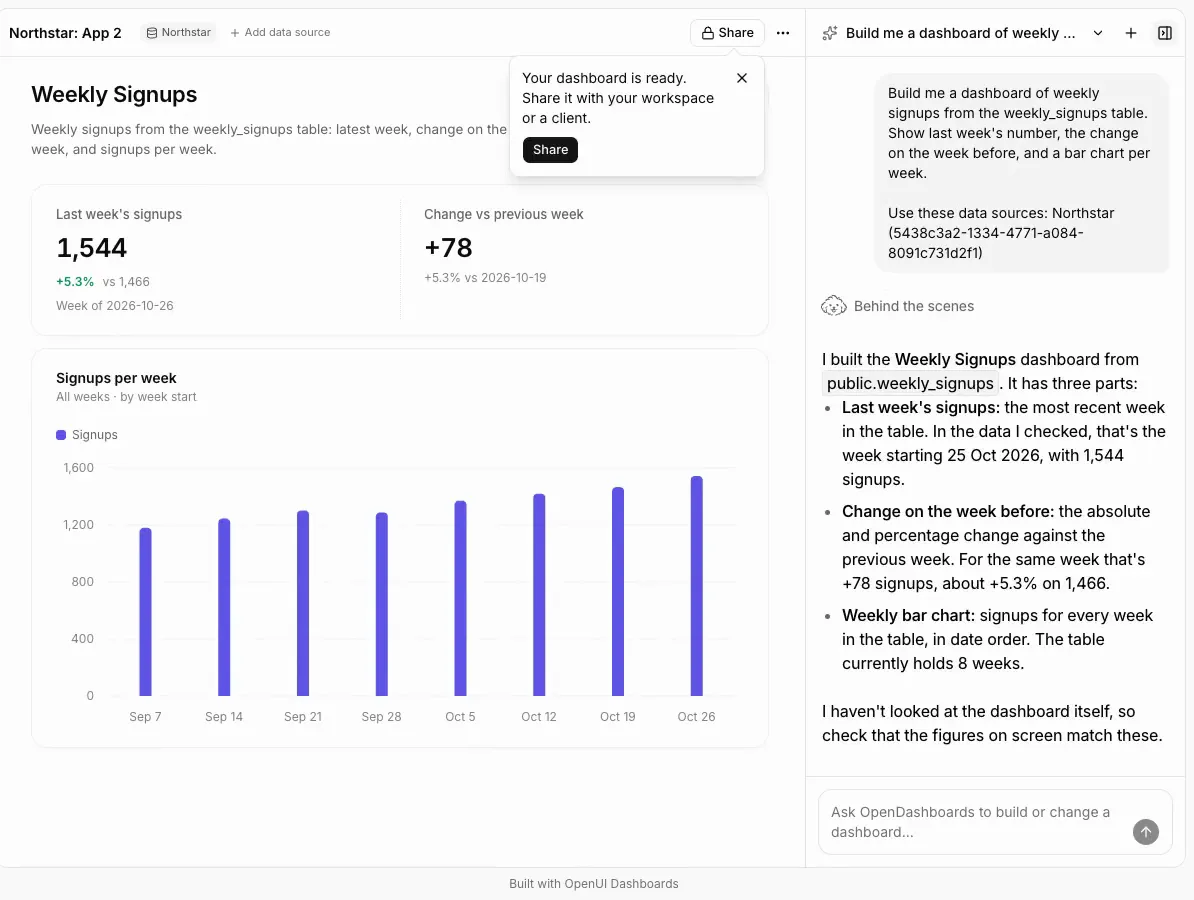 Northstar: App 2
Northstar
+ Add data source
Share
Build me a dashboard of weekly ...
Your dashboard is ready.
Share it with your workspace
or a client.
Share
Weekly Signups
Weekly signups from the weekly_signups table: latest week, change on the
week, and signups per week.
Last week's signups
1,544
+5.3% vs 1,466
Week of 2026-10-26
Change vs previous week
+78
+5.3% vs 2026-10-19
Signups per week
All weeks · by week start
Signups
1,600
1,200
800
400
0
Sep 7
Sep 14
Sep 21
Sep 28
Oct 5
Oct 12
Oct 19
Oct 26
Build me a dashboard of weekly
signups from the weekly_signups table.
Show last week's number, the change
on the week before, and a bar chart per
week.
Use these data sources: Northstar
(5438c3a2-1334-4771-a084-
8091c731d2f1)
Behind the scenes
I built the Weekly Signups dashboard from
public.weekly_signups. It has three parts:
• Last week's signups: the most recent week
in the table. In the data I checked, that's the
week starting 25 Oct 2026, with 1,544
signups.
• Change on the week before: the absolute
and percentage change against the
previous week. For the same week that's
+78 signups, about +5.3% on 1,466.
• Weekly bar chart: signups for every week
in the table, in date order. The table
currently holds 8 weeks.
I haven't looked at the dashboard itself, so
check that the figures on screen match these.
Ask OpenDashboards to build or change a
dashboard...
Built with OpenUI Dashboards